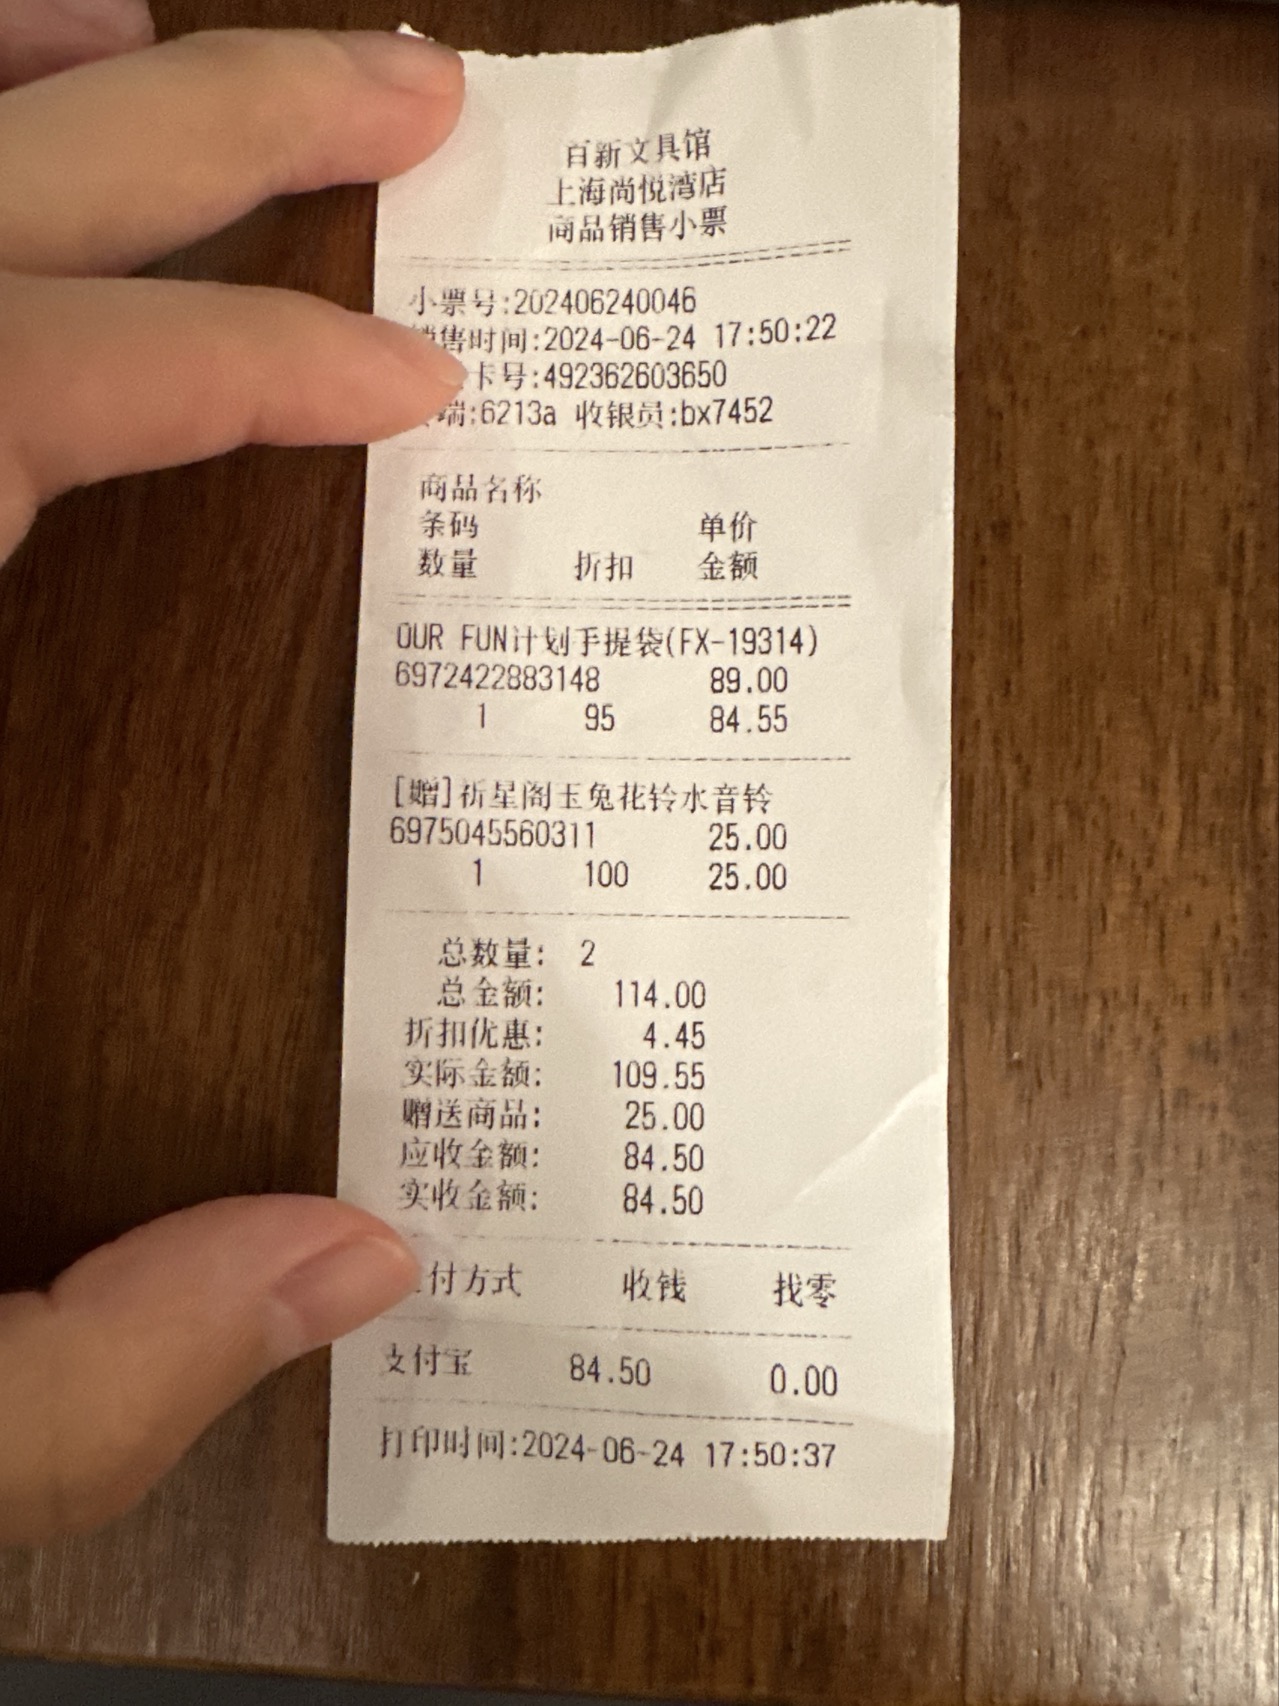 百新文具馆
上海尚悦湾店
商品销售小票
小票号:202406240046
销售时间:2024-06-24 17:50:22
卡号:492362603650
端:6213a 收银员:bx7452
商品名称
条码 单价
数量 折扣 金额
OUR FUN计划手提袋(FX-19314)
6972422883148 89.00
1 95 84.55
[赠]祈星阁玉兔花铃水音铃
6975045560311 25.00
1 100 25.00
总数量: 2
总金额: 114.00
折扣优惠: 4.45
实际金额: 109.55
赠送商品: 25.00
应收金额: 84.50
实收金额: 84.50
付方式 收钱 找零
支付宝 84.50 0.00
打印时间:2024-06-24 17:50:37